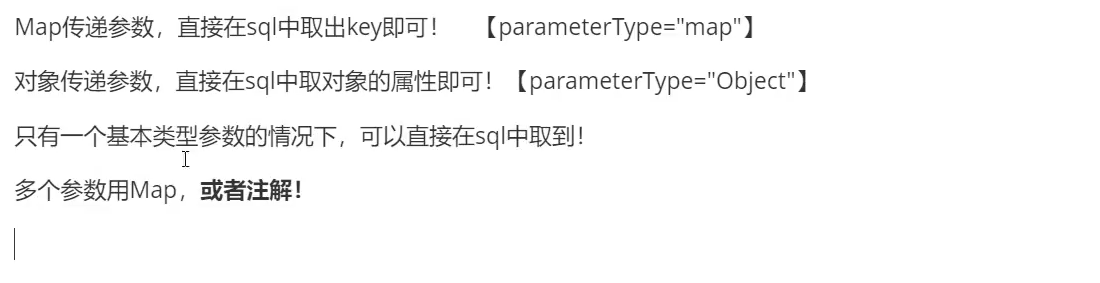 Map传递参数，直接在sql中取出key即可！ 【parameterType="map"】
对象传递参数，直接在sql中取对象的属性即可！【parameterType="Object"】
只有一个基本类型参数的情况下，可以直接在sql中取到！
多个参数用Map，或者注解！